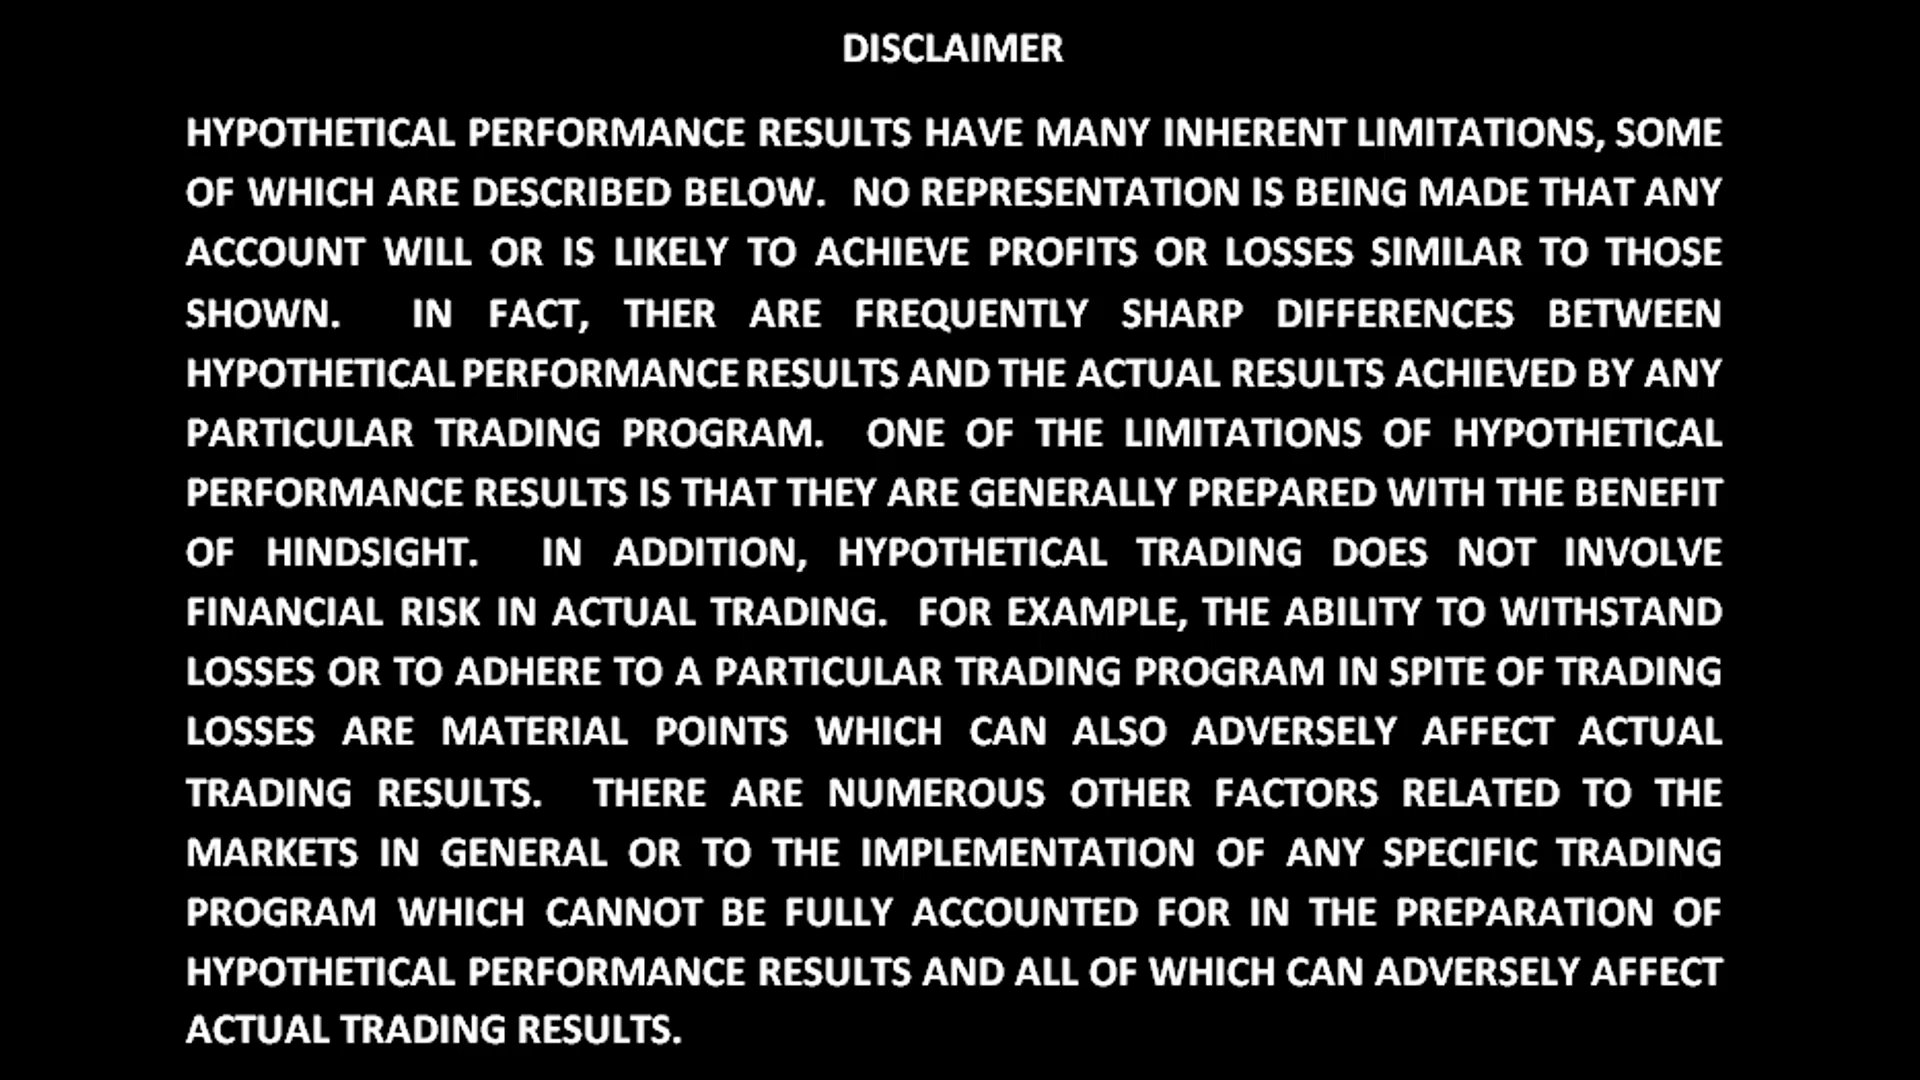 DISCLAIMER
HYPOTHETICAL PERFORMANCE RESULTS HAVE MANY INHERENT LIMITATIONS, SOME
OF WHICH ARE DESCRIBED BELOW. NO REPRESENTATION IS BEING MADE THAT ANY
ACCOUNT WILL OR IS LIKELY TO ACHIEVE PROFITS OR LOSSES SIMILAR TO THOSE
SHOWN. IN FACT, THER ARE FREQUENTLY SHARP DIFFERENCES BETWEEN
HYPOTHETICAL PERFORMANCE RESULTS AND THE ACTUAL RESULTS ACHIEVED BY ANY
PARTICULAR TRADING PROGRAM. ONE OF THE LIMITATIONS OF HYPOTHETICAL
PERFORMANCE RESULTS IS THAT THEY ARE GENERALLY PREPARED WITH THE BENEFIT
OF HINDSIGHT. IN ADDITION, HYPOTHETICAL TRADING DOES NOT INVOLVE
FINANCIAL RISK IN ACTUAL TRADING. FOR EXAMPLE, THE ABILITY TO WITHSTAND
LOSSES OR TO ADHERE TO A PARTICULAR TRADING PROGRAM IN SPITE OF TRADING
LOSSES ARE MATERIAL POINTS WHICH CAN ALSO ADVERSELY AFFECT ACTUAL
TRADING RESULTS. THERE ARE NUMEROUS OTHER FACTORS RELATED TO THE
MARKETS IN GENERAL OR TO THE IMPLEMENTATION OF ANY SPECIFIC TRADING
PROGRAM WHICH CANNOT BE FULLY ACCOUNTED FOR IN THE PREPARATION OF
HYPOTHETICAL PERFORMANCE RESULTS AND ALL OF WHICH CAN ADVERSELY AFFECT
ACTUAL TRADING RESULTS.